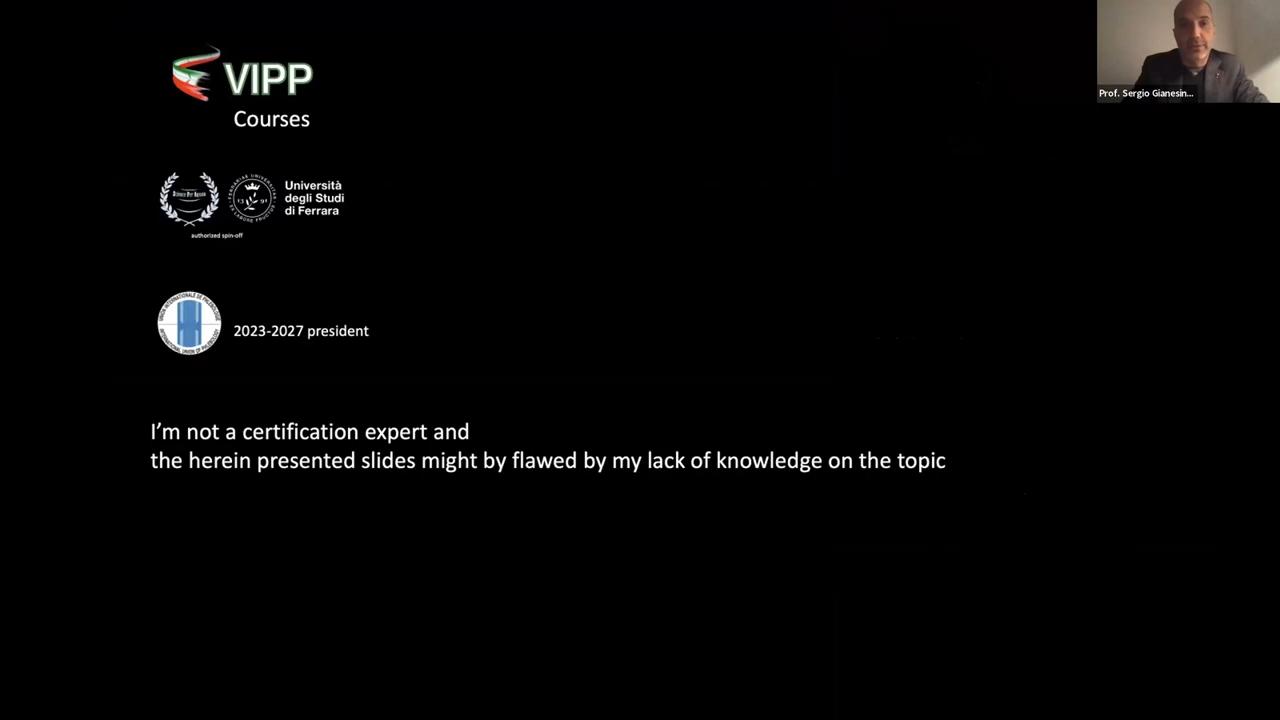 VIPP
Courses
Prof. Sergio Gianesin...
Università
degli Studi
di Ferrara
authorized spin-off
2023-2027 president
I'm not a certification expert and
the herein presented slides might by flawed by my lack of knowledge on the topic